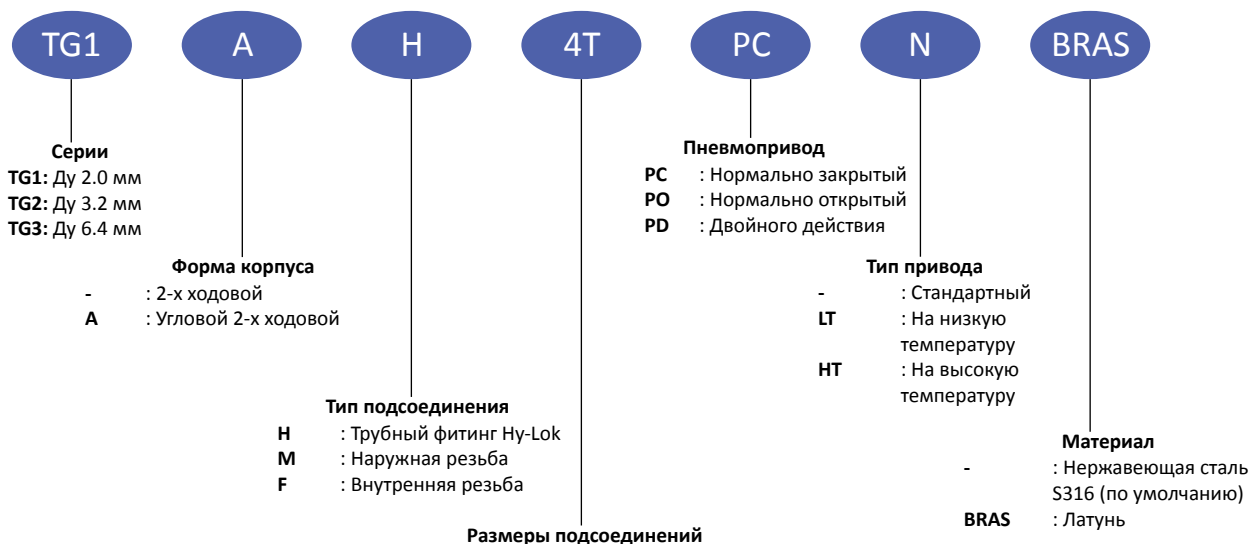 TG1 A H 4T PC N BRAS
Серии
TG1: Ду 2.0 мм
TG2: Ду 3.2 мм
TG3: Ду 6.4 мм
Пневмопривод
PC : Нормально закрытый
PO : Нормально открытый
PD : Двойного действия
Форма корпуса
- : 2-х ходовой
A : Угловой 2-х ходовой
Тип привода
- : Стандартный
LT : На низкую
температуру
HT : На высокую
температуру
Тип подсоединения
H : Трубный фитинг Hy-Lok
M : Наружная резьба
F : Внутренняя резьба
Материал
- : Нержавеющая сталь
S316 (по умолчанию)
BRAS : Латунь
Размеры подсоединений